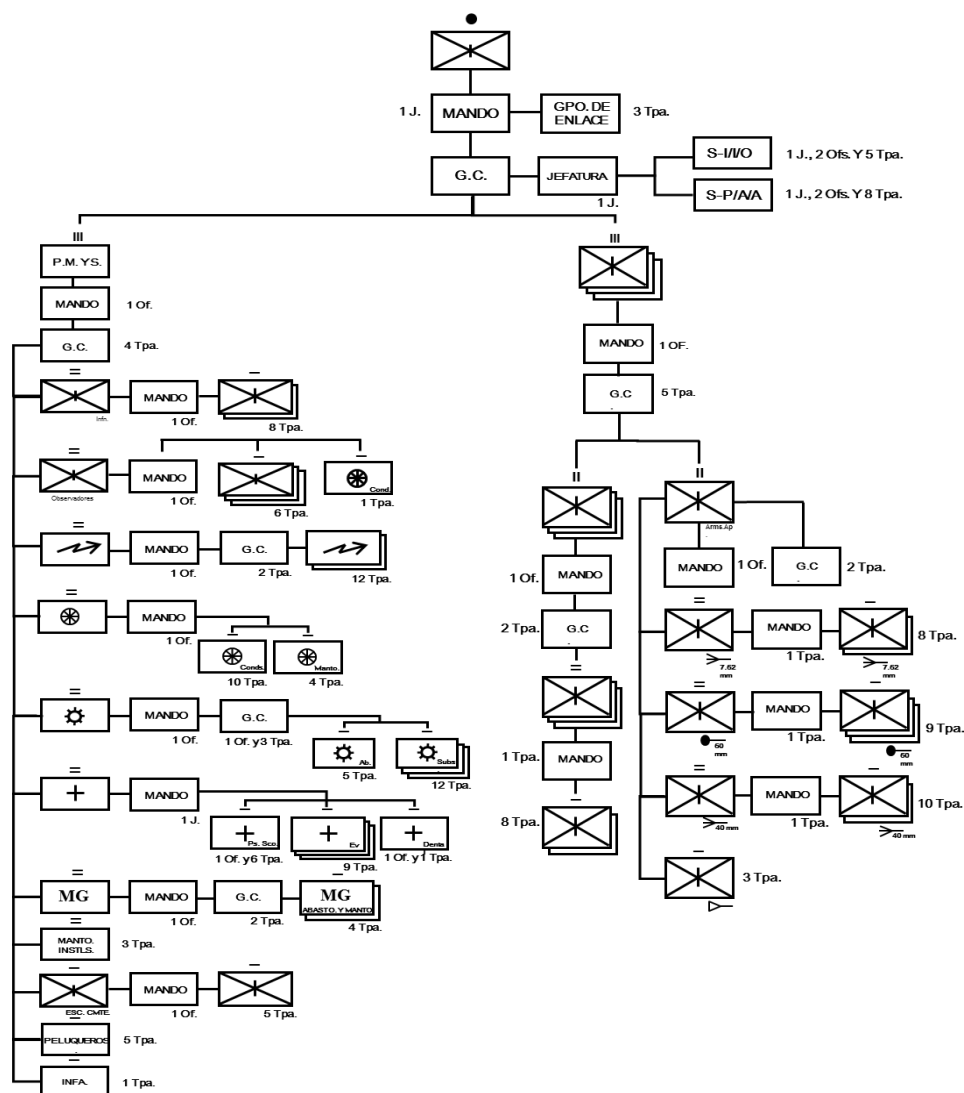 1 J.
MANDO
GPO. DE
ENLACE
3 Tpa.
G.C.
JEFATURA
1 J.
S-I/I/O
1 J., 2 Ofs. Y 5 Tpa.
S-P/A/A
1 J., 2 Ofs. Y 8 Tpa.
III
P.M. YS.
MANDO
1 Of.
G.C.
4 Tpa.
MANDO
1 Of.
8 Tpa.
Observadores
MANDO
1 Of.
6 Tpa.
Cond.
1 Tpa.
MANDO
1 Of.
G.C.
2 Tpa.
12 Tpa.
MANDO
1 Of.
Conds.
10 Tpa.
Manto.
4 Tpa.
MANDO
1 Of.
G.C.
1 Of. y3 Tpa.
Ab.
5 Tpa.
Subs
12 Tpa.
MANDO
1 J.
Ps. Sco.
1 Of. y6 Tpa.
Ev
9 Tpa.
Denta
1 Of. y1 Tpa.
MG
MANDO
1 Of.
G.C.
2 Tpa.
MG
ABASTO. Y MANTO
4 Tpa.
MANTO.
INSTLS.
3 Tpa.
ESC. CMTE.
MANDO
1 Of.
5 Tpa.
PELUQUEROS
5 Tpa.
INFA.
1 Tpa.
III
MANDO
1 OF.
G.C
.
5 Tpa.
II
1 Of.
MANDO
2 Tpa.
G.C
.
1 Tpa.
MANDO
8 Tpa.
II
Arms.Ap
.
MANDO
1 Of.
G.C
.
2 Tpa.
7.62
mm
MANDO
1 Tpa.
8 Tpa.
7.62
mm
60
mm
MANDO
1 Tpa.
9 Tpa.
60
mm
40 mm
MANDO
1 Tpa.
10 Tpa.
40 mm
3 Tpa.